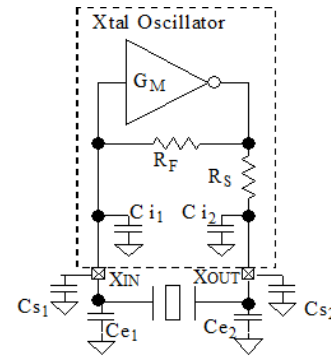 Xtal Oscillator
GM
RF
RS
Ci1
Ci2
XIN
XOUT
Cs1
Cs2
Ce1
Ce2